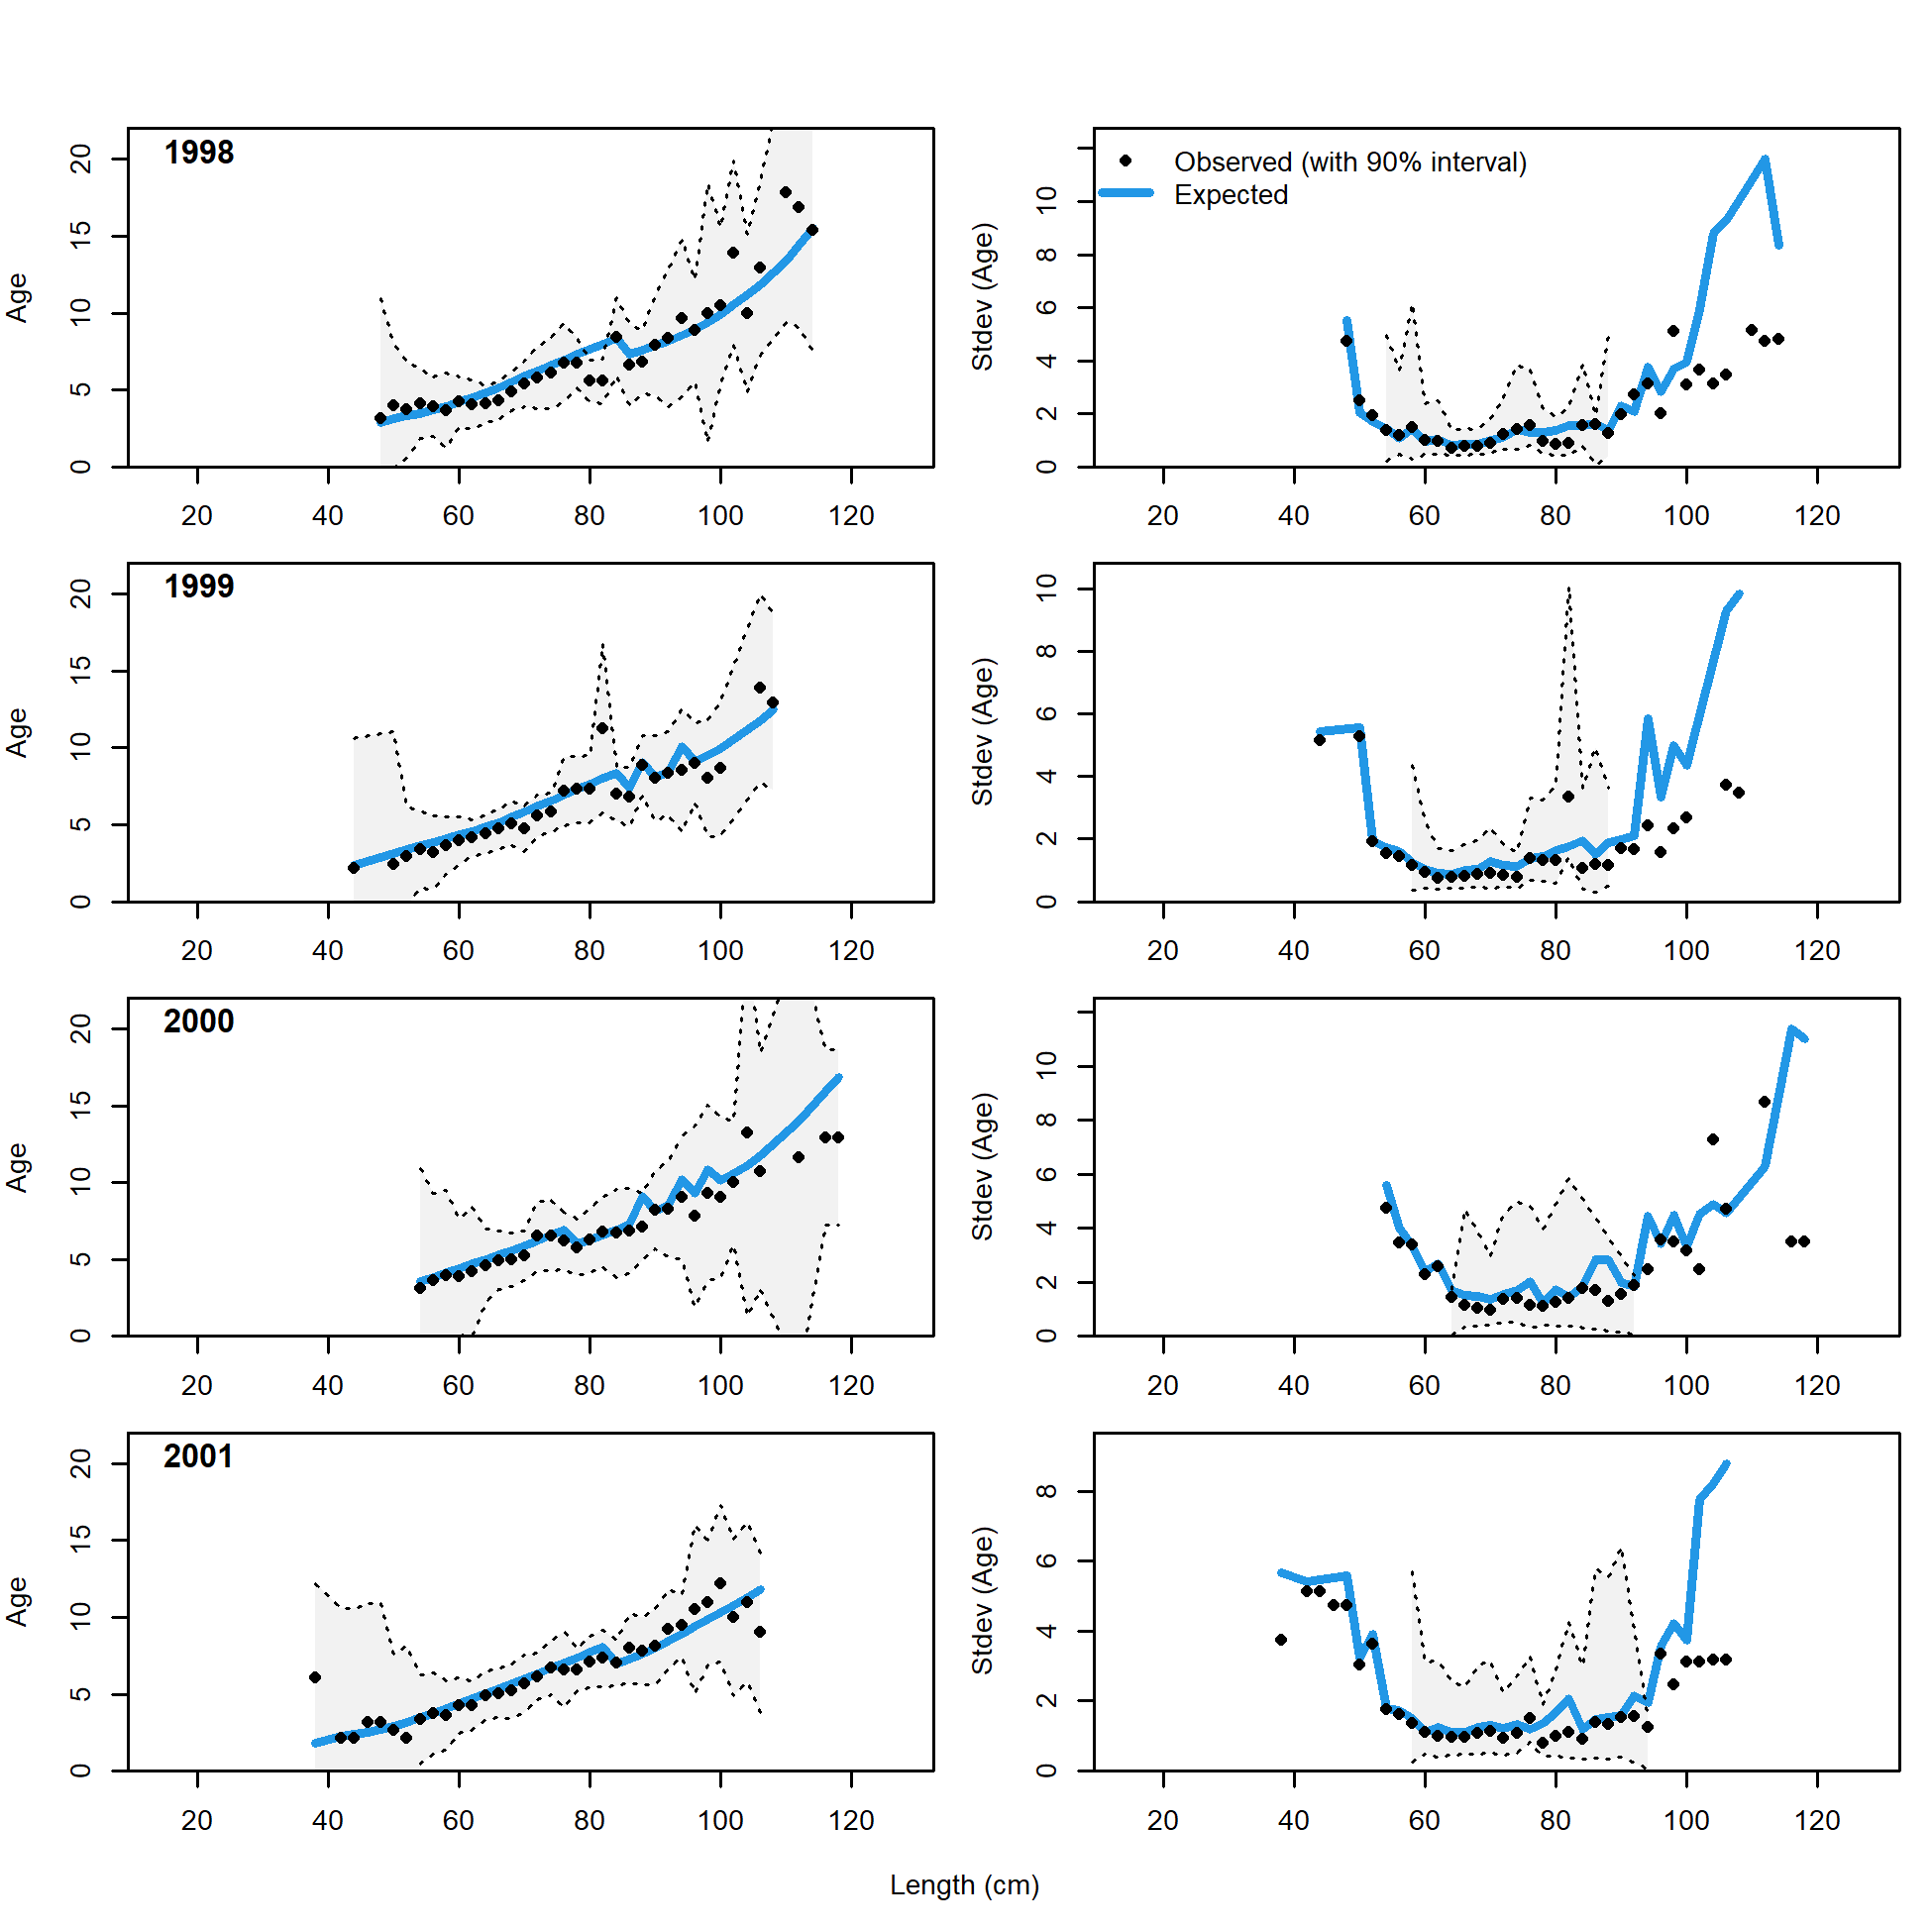 1998
Age
0 5 10 15 20
20 40 60 80 100 120
Observed (with 90% interval)
Expected
Stdev (Age)
0 2 4 6 8 10
20 40 60 80 100 120
1999
Age
0 5 10 15 20
20 40 60 80 100 120
Stdev (Age)
0 2 4 6 8 10
20 40 60 80 100 120
2000
Age
0 5 10 15 20
20 40 60 80 100 120
Stdev (Age)
0 2 4 6 8 10
20 40 60 80 100 120
2001
Age
0 5 10 15 20
20 40 60 80 100 120
Stdev (Age)
0 2 4 6 8
20 40 60 80 100 120
Length (cm)